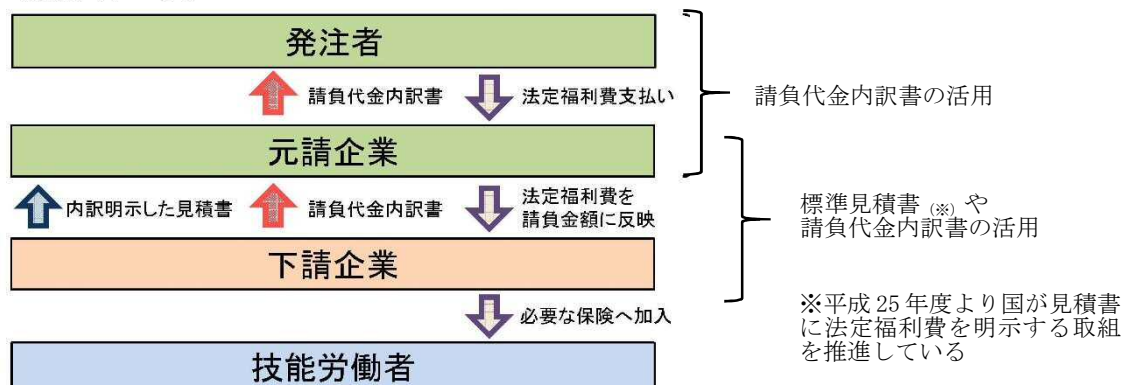 発注者
請負代金内訳書
法定福利費支払い
請負代金内訳書の活用
元請企業
内訳明示した見積書
請負代金内訳書
法定福利費を
請負金額に反映
標準見積書(※)や
請負代金内訳書の活用
下請企業
必要な保険へ加入
※平成25年度より国が見積書
に法定福利費を明示する取組
を推進している
技能労働者